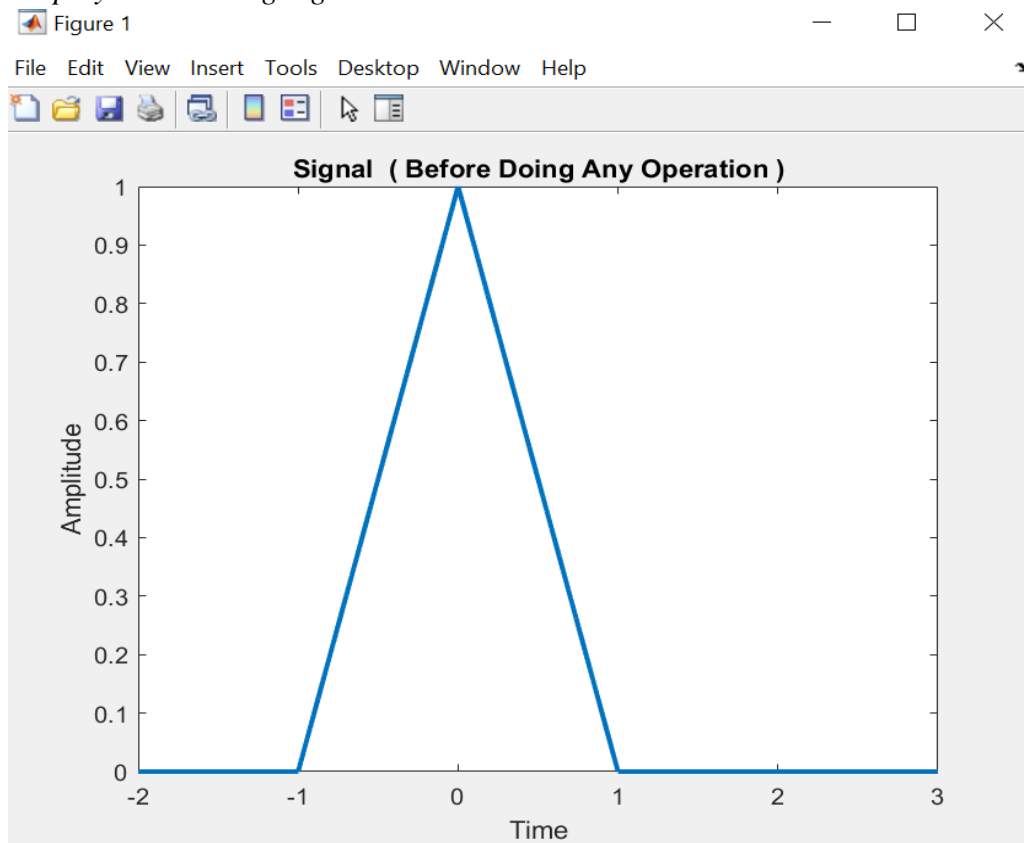 Figure 1
File Edit View Insert Tools Desktop Window Help
Signal ( Before Doing Any Operation )
1
0.9
0.8
0.7
0.6
0.5
0.4
0.3
0.2
0.1
0
Amplitude
-2 -1 0 1 2 3
Time